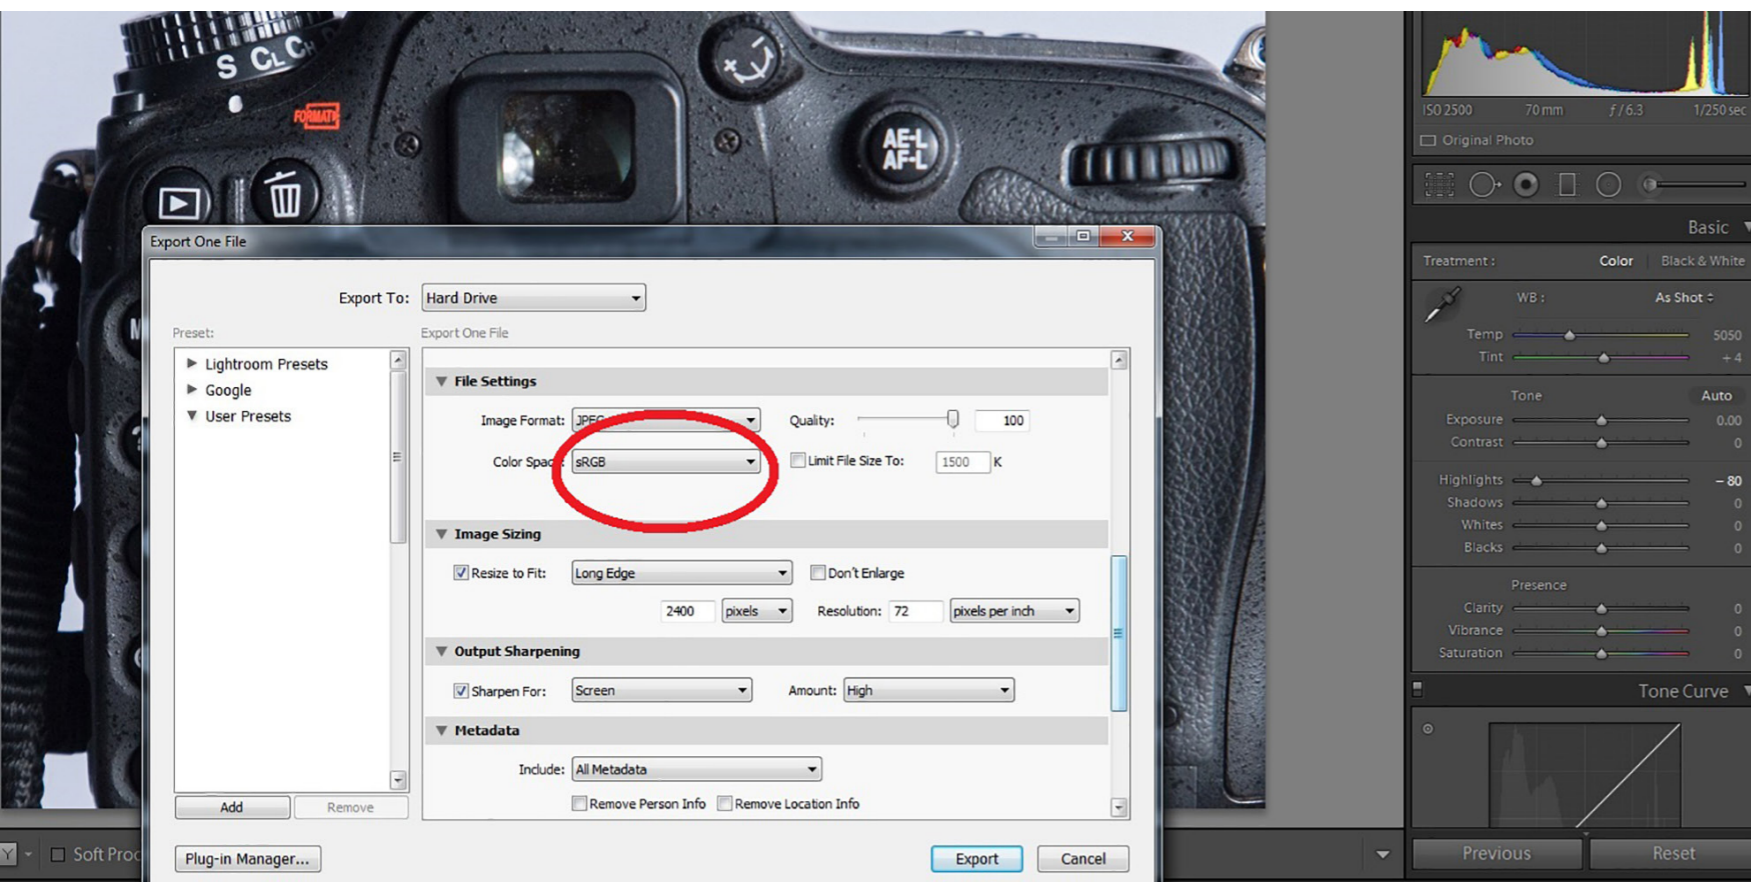 S CL CH
FORMAT
AE-L
AF-L
ISO 2500 70 mm f / 6.3 1/250 sec
Original Photo
Basic
Treatment : Color Black & White
WB : As Shot
Temp 5050
Tint + 4
Tone Auto
Exposure 0.00
Contrast 0
Highlights – 80
Shadows 0
Whites 0
Blacks 0
Presence
Clarity 0
Vibrance 0
Saturation 0
Tone Curve
Previous Reset
Export One File
Export To: Hard Drive
Preset: Export One File
Lightroom Presets
Google
User Presets
Add Remove
File Settings
Image Format: JPEG Quality: 100
Color Space: sRGB Limit File Size To: 1500 K
Image Sizing
Resize to Fit: Long Edge Don't Enlarge
2400 pixels Resolution: 72 pixels per inch
Output Sharpening
Sharpen For: Screen Amount: High
Metadata
Include: All Metadata
Remove Person Info Remove Location Info
Plug-in Manager... Export Cancel
Y Soft Proo